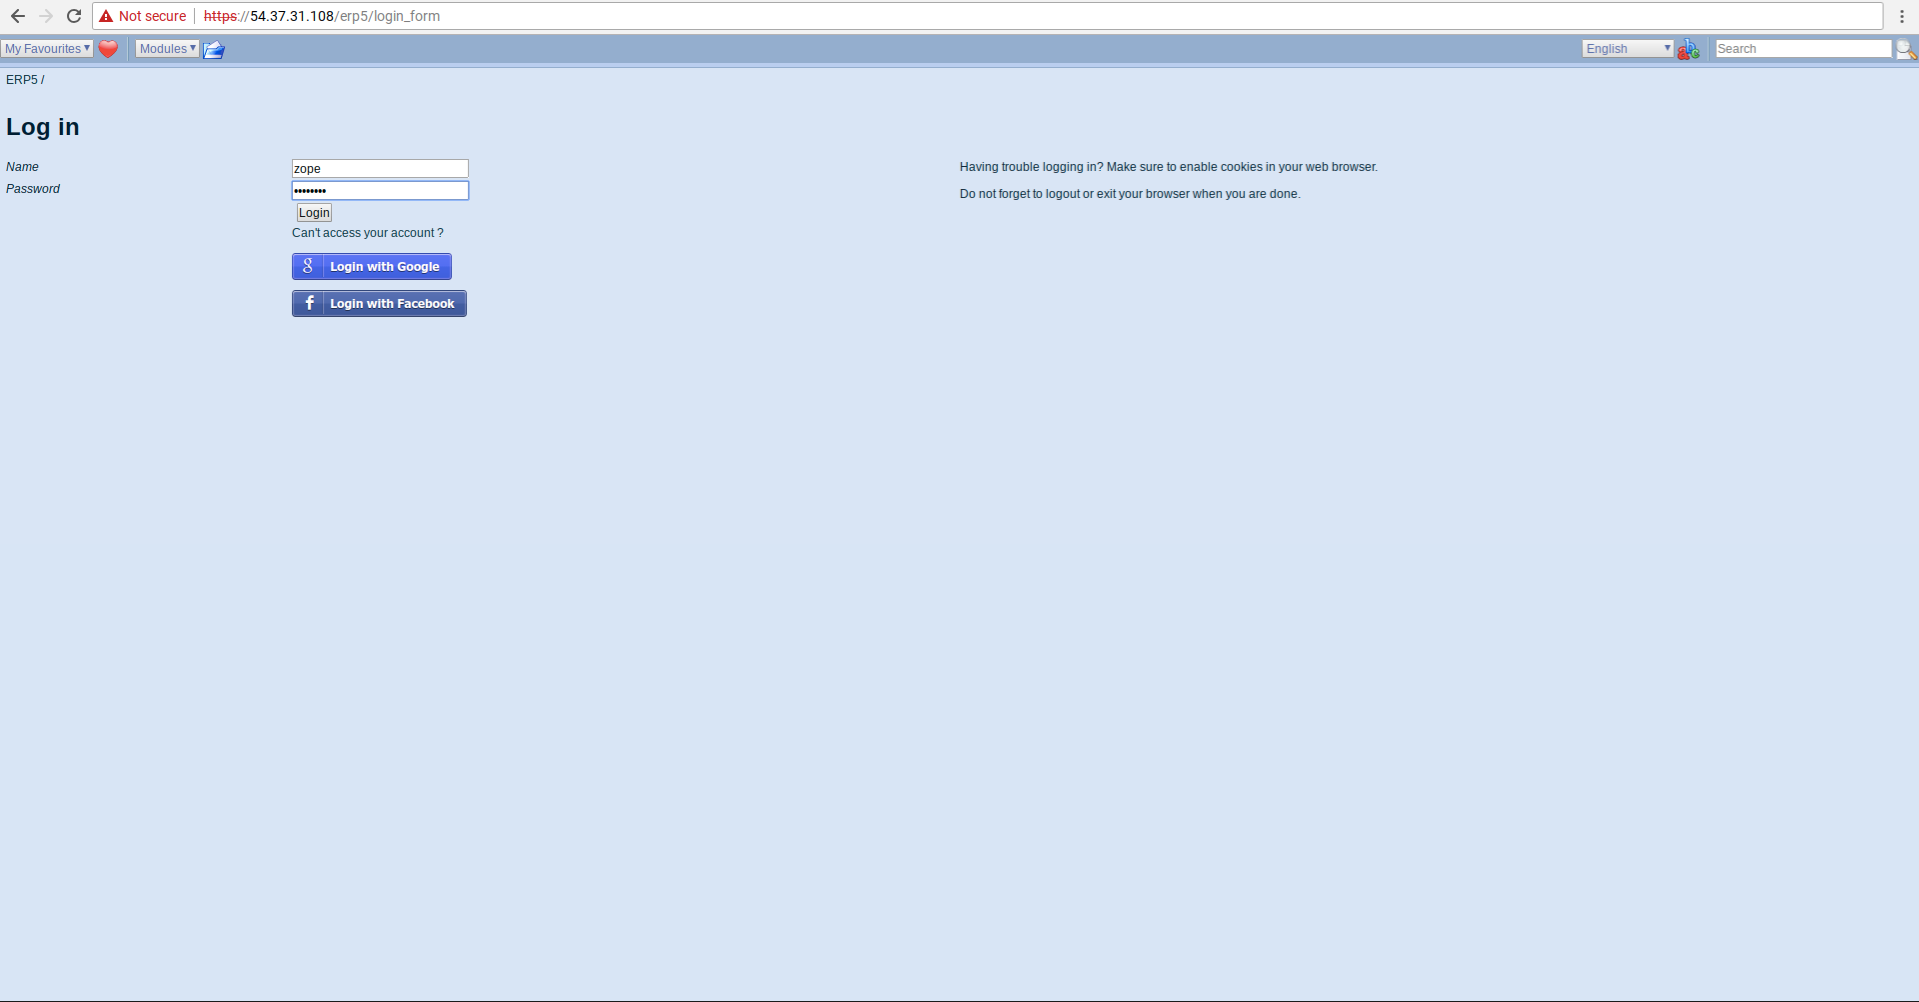 Not secure https://54.37.31.108/erp5/login_form
My Favourites Modules English Search
ERP5 /
Log in
Name zope
Password ••••••••
Login
Can't access your account ?
Login with Google
Login with Facebook
Having trouble logging in? Make sure to enable cookies in your web browser.
Do not forget to logout or exit your browser when you are done.